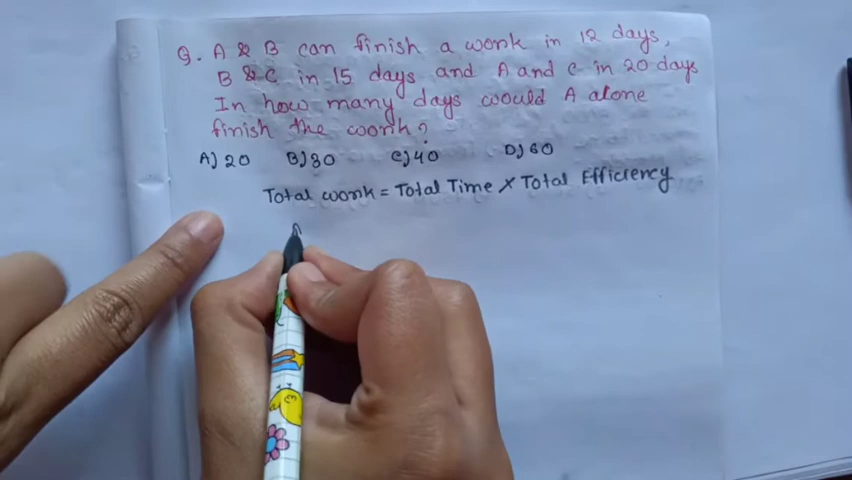 Q. A & B can finish a work in 12 days,
B & C in 15 days and A and C in 20 days
In how many days would A alone
finish the work?
A) 20 B) 30 C) 40 D) 60
Total work = Total Time × Total Efficiency